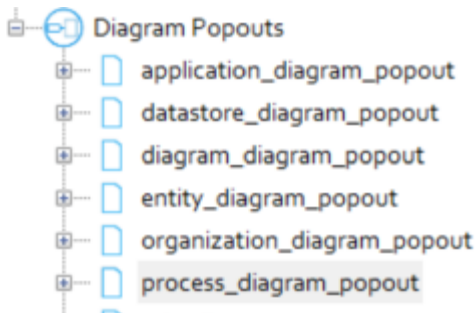 Diagram Popouts
application_diagram_popout
datastore_diagram_popout
diagram_diagram_popout
entity_diagram_popout
organization_diagram_popout
process_diagram_popout